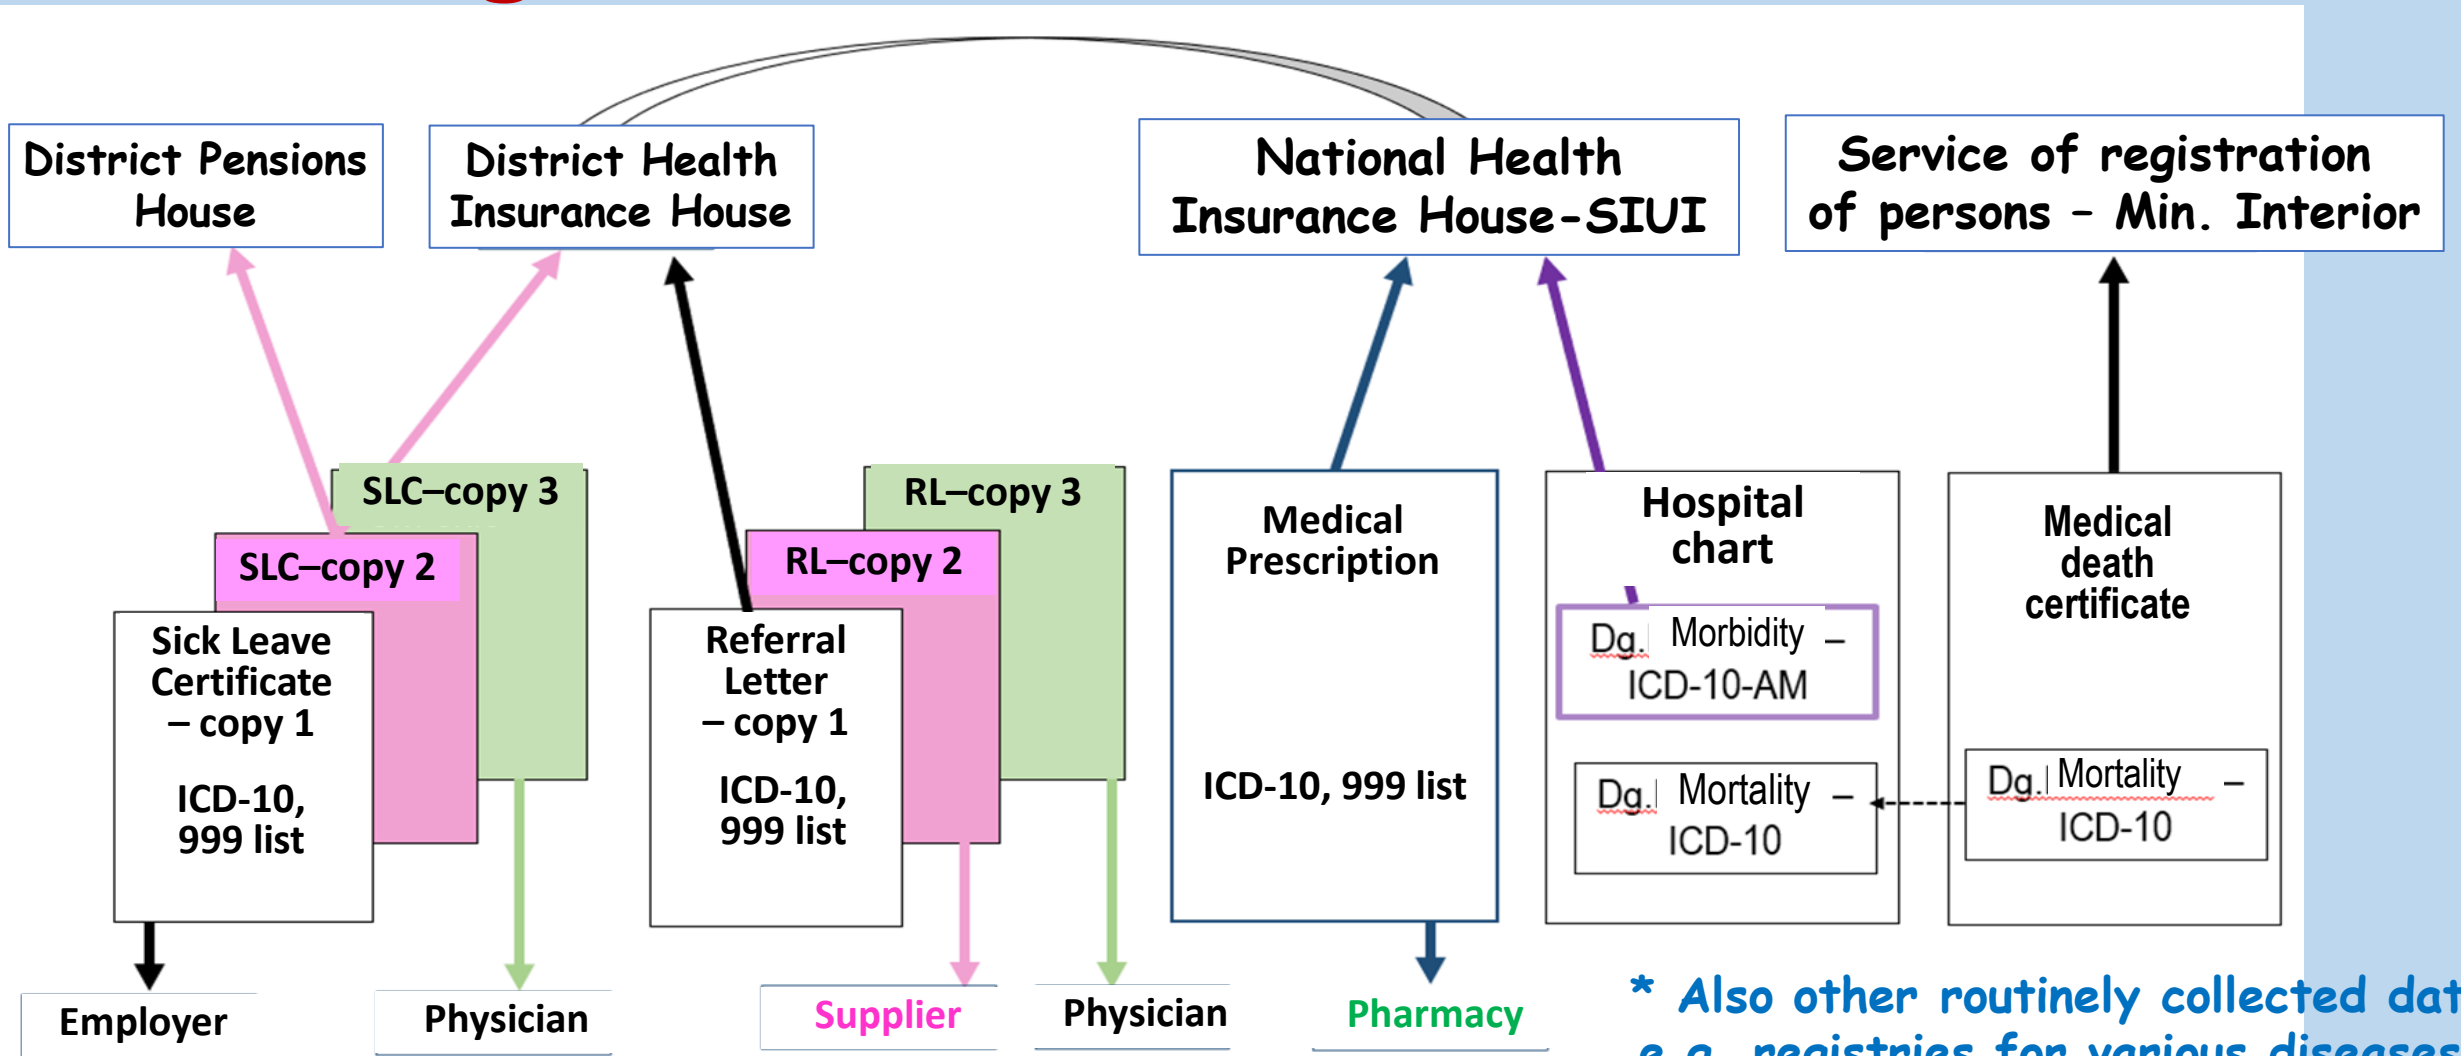 District Pensions
House
District Health
Insurance House
National Health
Insurance House-SIUI
Service of registration
of persons – Min. Interior
SLC–copy 3
SLC–copy 2
Sick Leave
Certificate
– copy 1
ICD-10,
999 list
RL–copy 3
RL–copy 2
Referral
Letter
– copy 1
ICD-10,
999 list
Medical
Prescription
ICD-10, 999 list
Hospital
chart
Dg. Morbidity –
ICD-10-AM
Dg. Mortality –
ICD-10
Medical
death
certificate
Dg. Mortality –
ICD-10
Employer
Physician
Supplier
Physician
Pharmacy
* Also other routinely collected dat
e.g. registries for various diseases